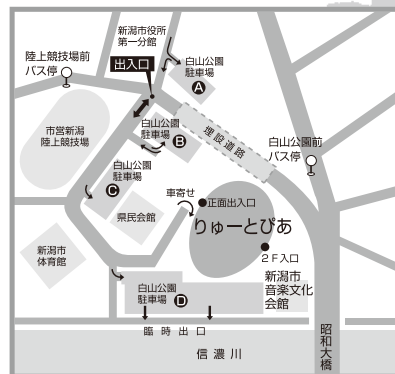 新潟市役所
第一分館
陸上競技場前
バス停
出入口
白山公園
駐車場
A
白山公園
駐車場
B
埋設道路
白山公園前
バス停
市営新潟
陸上競技場
白山公園
駐車場
C
車寄せ
正面出入口
県民会館
りゅーとぴあ
2F入口
新潟市
体育館
新潟市
音楽文化
会館
白山公園
駐車場
D
臨時出口
昭和大橋
信濃川